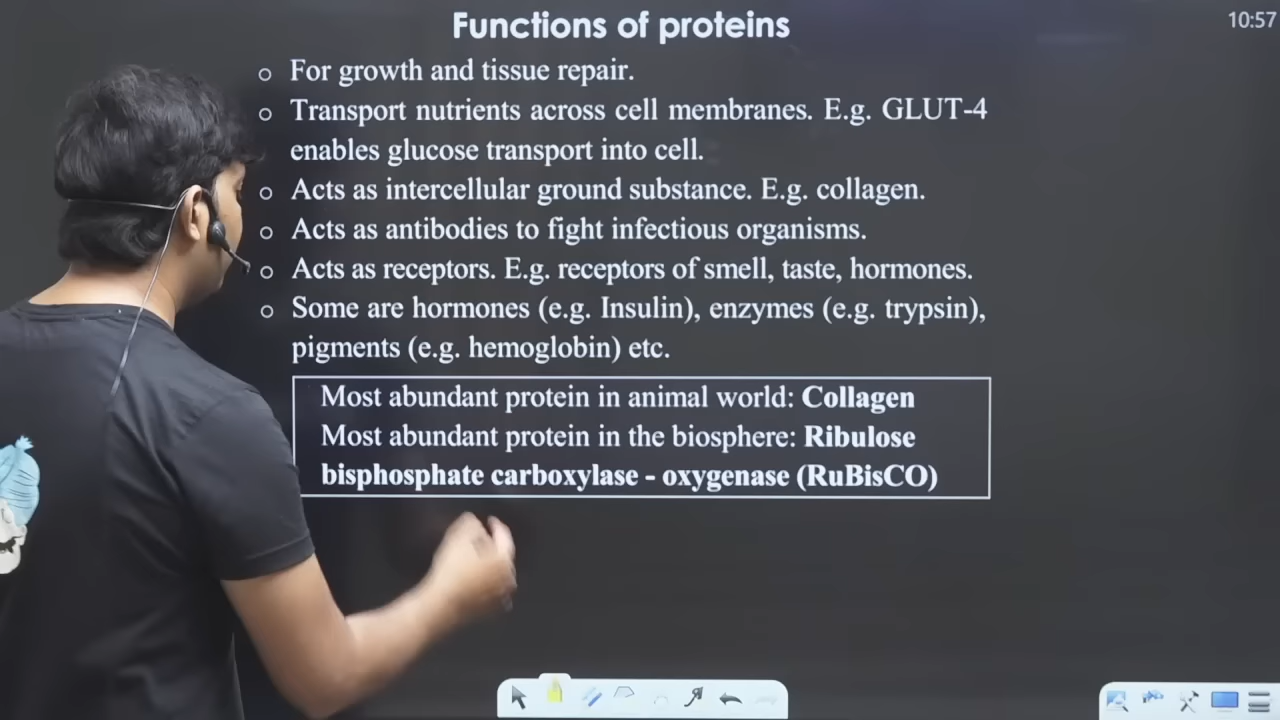 Functions of proteins
10:57
For growth and tissue repair.
Transport nutrients across cell membranes. E.g. GLUT-4
enables glucose transport into cell.
Acts as intercellular ground substance. E.g. collagen.
Acts as antibodies to fight infectious organisms.
Acts as receptors. E.g. receptors of smell, taste, hormones.
Some are hormones (e.g. Insulin), enzymes (e.g. trypsin),
pigments (e.g. hemoglobin) etc.
Most abundant protein in animal world: Collagen
Most abundant protein in the biosphere: Ribulose
bisphosphate carboxylase - oxygenase (RuBisCO)